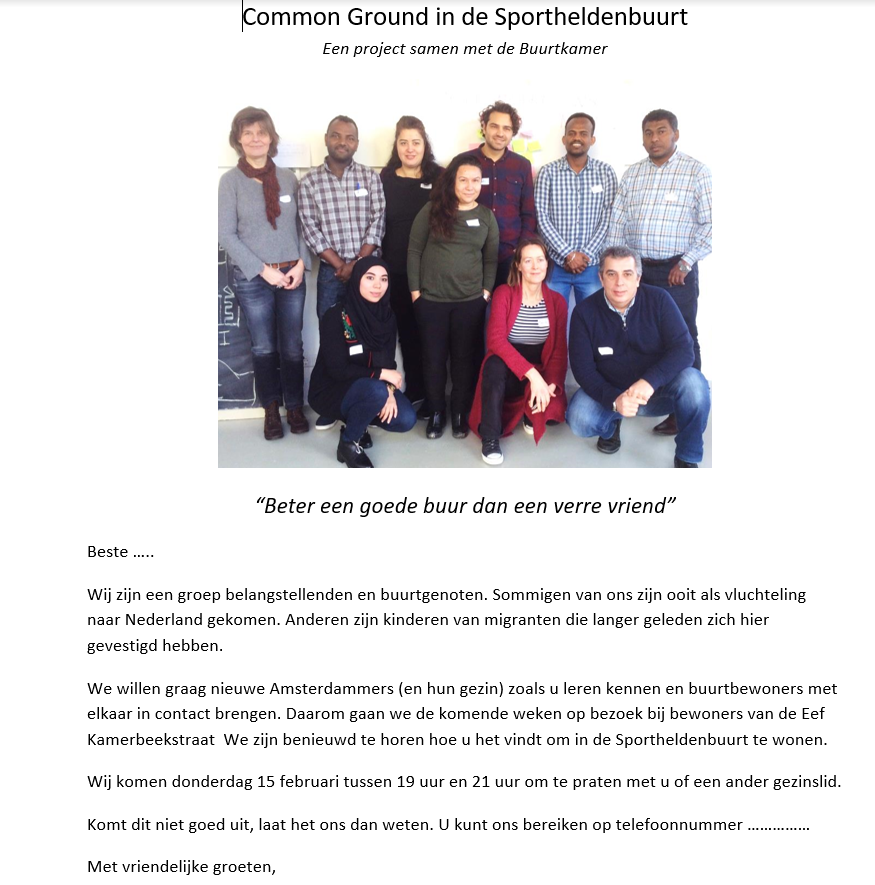 Common Ground in de Sportheldenbuurt
Een project samen met de Buurtkamer
“Beter een goede buur dan een verre vriend”
Beste …..
Wij zijn een groep belangstellenden en buurtgenoten. Sommigen van ons zijn ooit als vluchteling
naar Nederland gekomen. Anderen zijn kinderen van migranten die langer geleden zich hier
gevestigd hebben.
We willen graag nieuwe Amsterdammers (en hun gezin) zoals u leren kennen en buurtbewoners met
elkaar in contact brengen. Daarom gaan we de komende weken op bezoek bij bewoners van de Eef
Kamerbeekstraat  We zijn benieuwd te horen hoe u het vindt om in de Sportheldenbuurt te wonen.
Wij komen donderdag 15 februari tussen 19 uur en 21 uur om te praten met u of een ander gezinslid.
Komt dit niet goed uit, laat het ons dan weten. U kunt ons bereiken op telefoonnummer ……………
Met vriendelijke groeten,